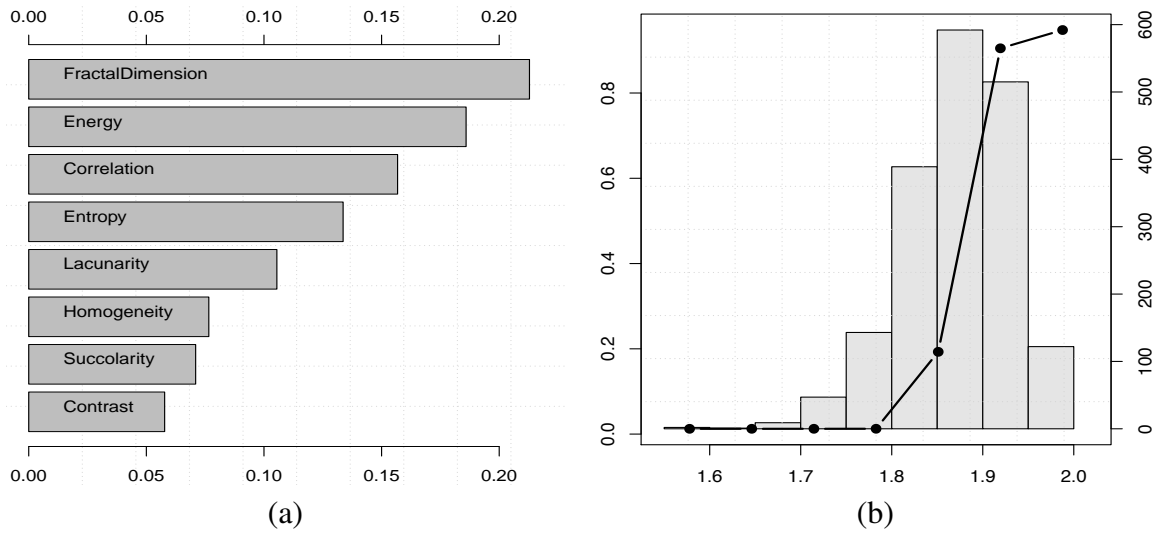 0.00 0.05 0.10 0.15 0.20
FractalDimension
Energy
Correlation
Entropy
Lacunarity
Homogeneity
Succolarity
Contrast
0.00 0.05 0.10 0.15 0.20
(a)
0.0 0.2 0.4 0.6 0.8
0 100 200 300 400 500 600
1.6 1.7 1.8 1.9 2.0
(b)